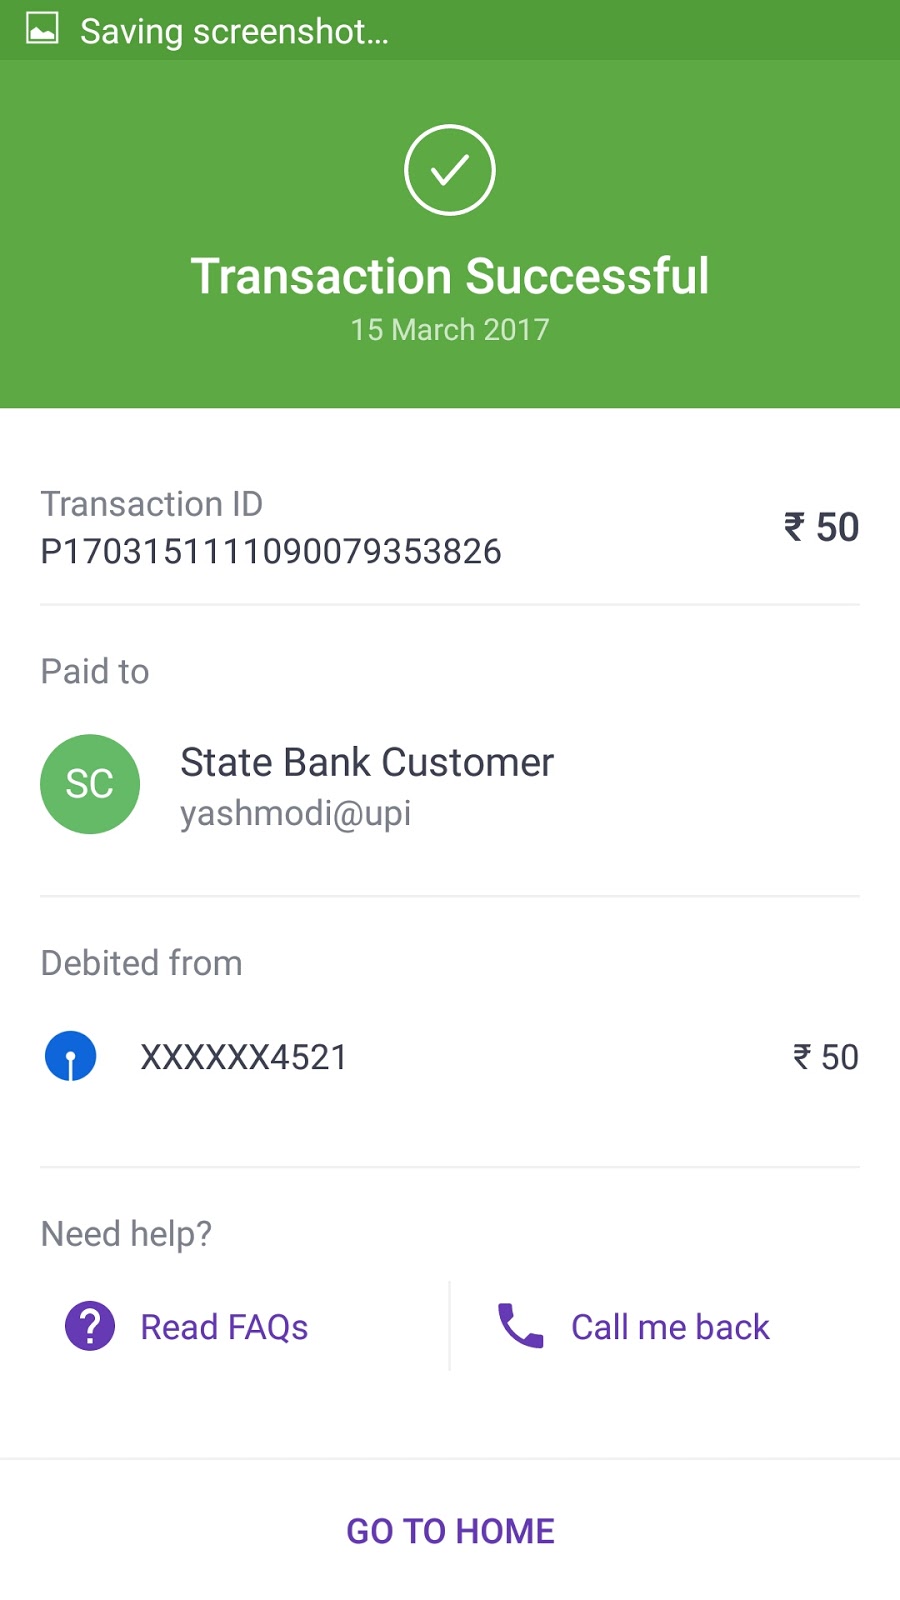 Saving screenshot...
Transaction Successful
15 March 2017
Transaction ID
P1703151111090079353826
₹ 50
Paid to
SC
State Bank Customer
yashmodi@upi
Debited from
XXXXXX4521
₹ 50
Need help?
? Read FAQs
Call me back
GO TO HOME